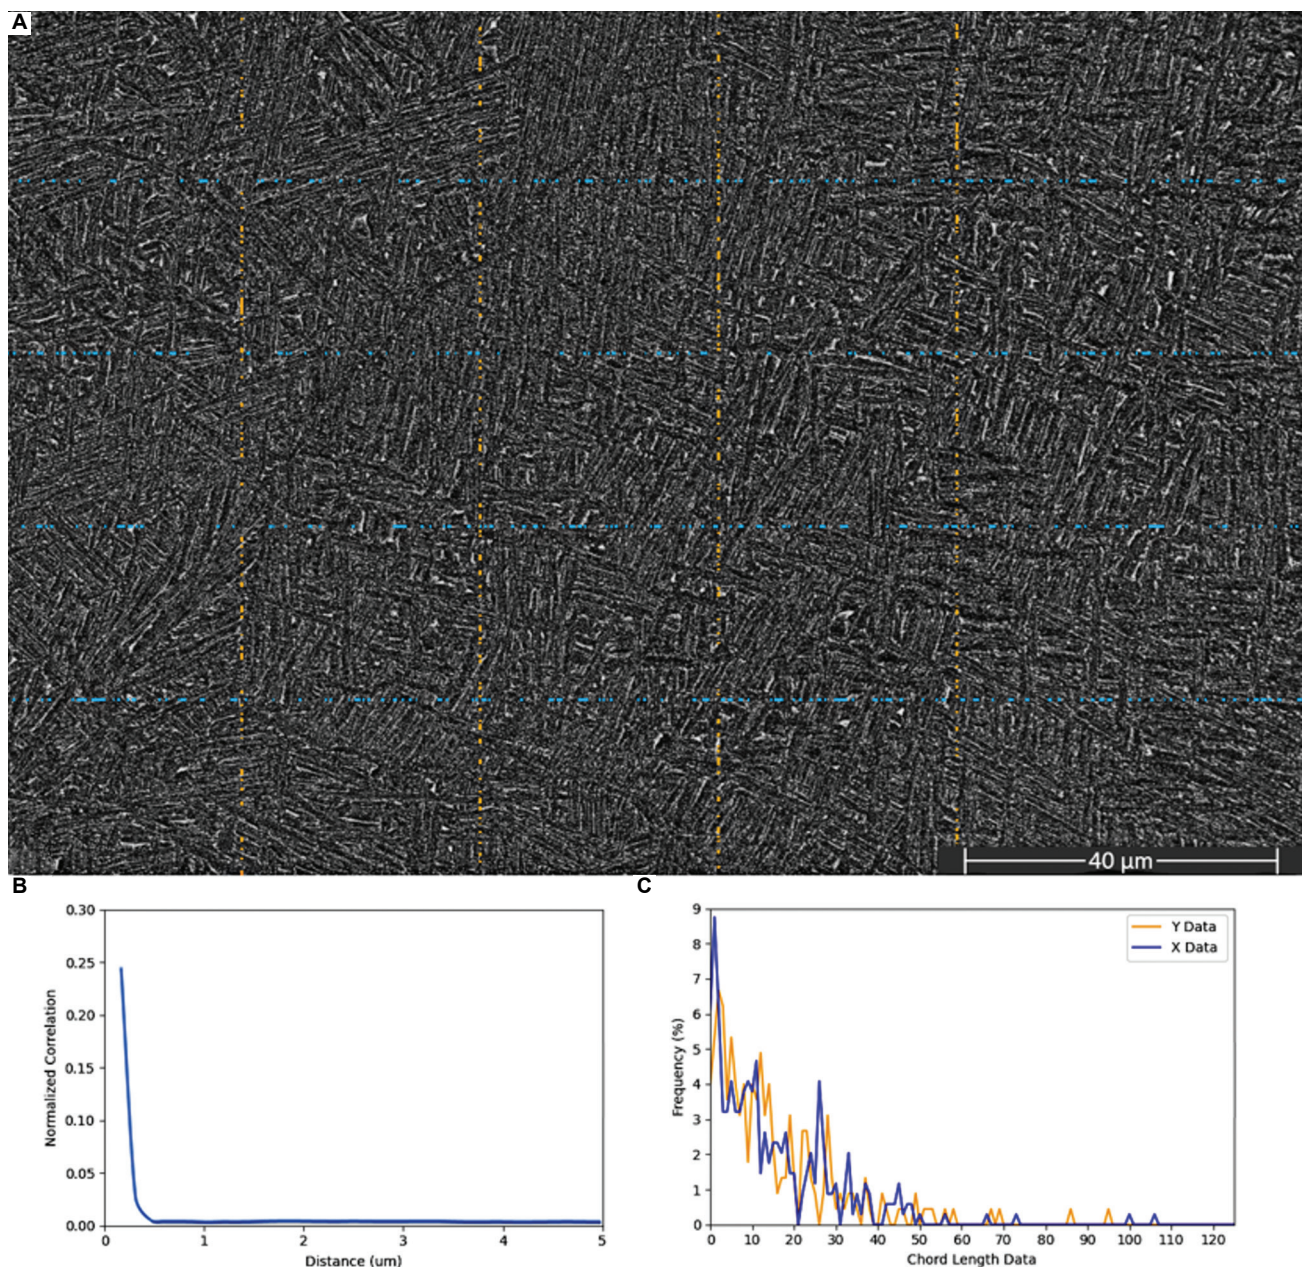 A
40 µm
B
0.30
0.25
0.20
0.15
0.10
0.05
0.00
Normalized Correlation
0 1 2 3 4 5
Distance (um)
C
9
8
7
6
5
4
3
2
1
0
Frequency (%)
Y Data
X Data
0 10 20 30 40 50 60 70 80 90 100 110 120
Chord Length Data